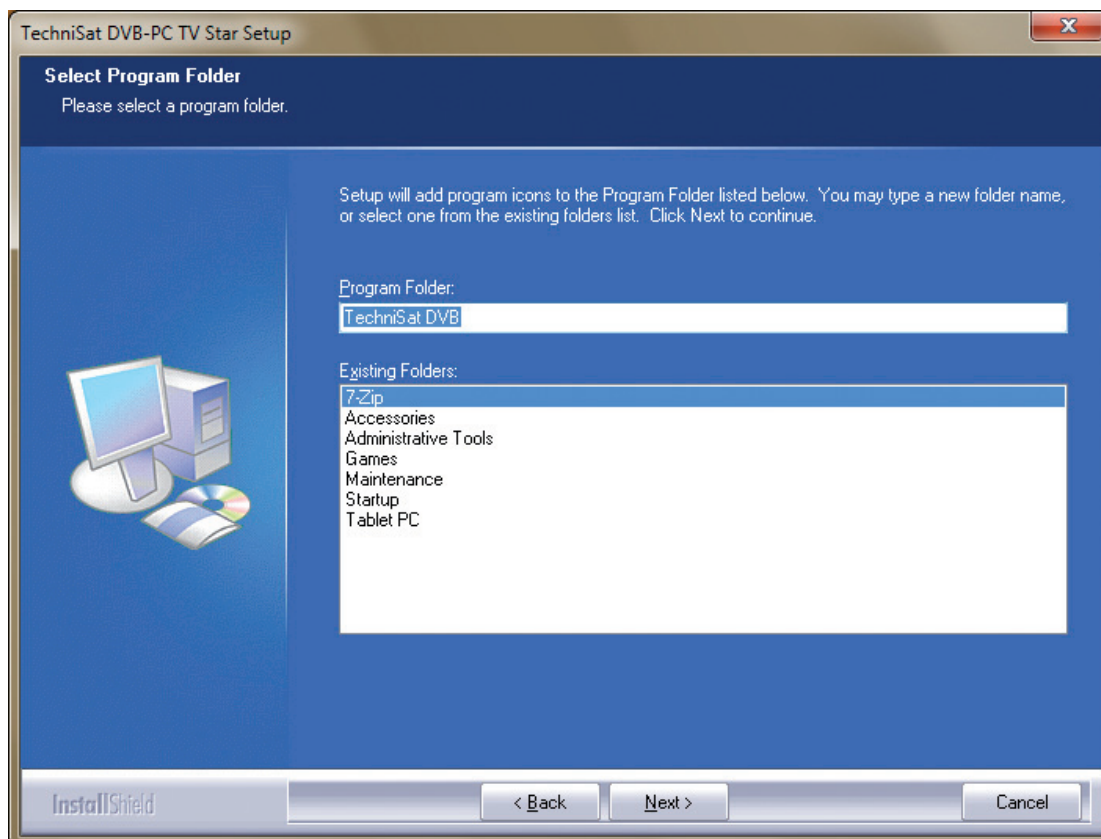 TechniSat DVB-PC TV Star Setup
Select Program Folder
Please select a program folder.
Setup will add program icons to the Program Folder listed below. You may type a new folder name,
or select one from the existing folders list. Click Next to continue.
Program Folder:
TechniSat DVB
Existing Folders:
7-Zip
Accessories
Administrative Tools
Games
Maintenance
Startup
Tablet PC
InstallShield
< Back
Next >
Cancel